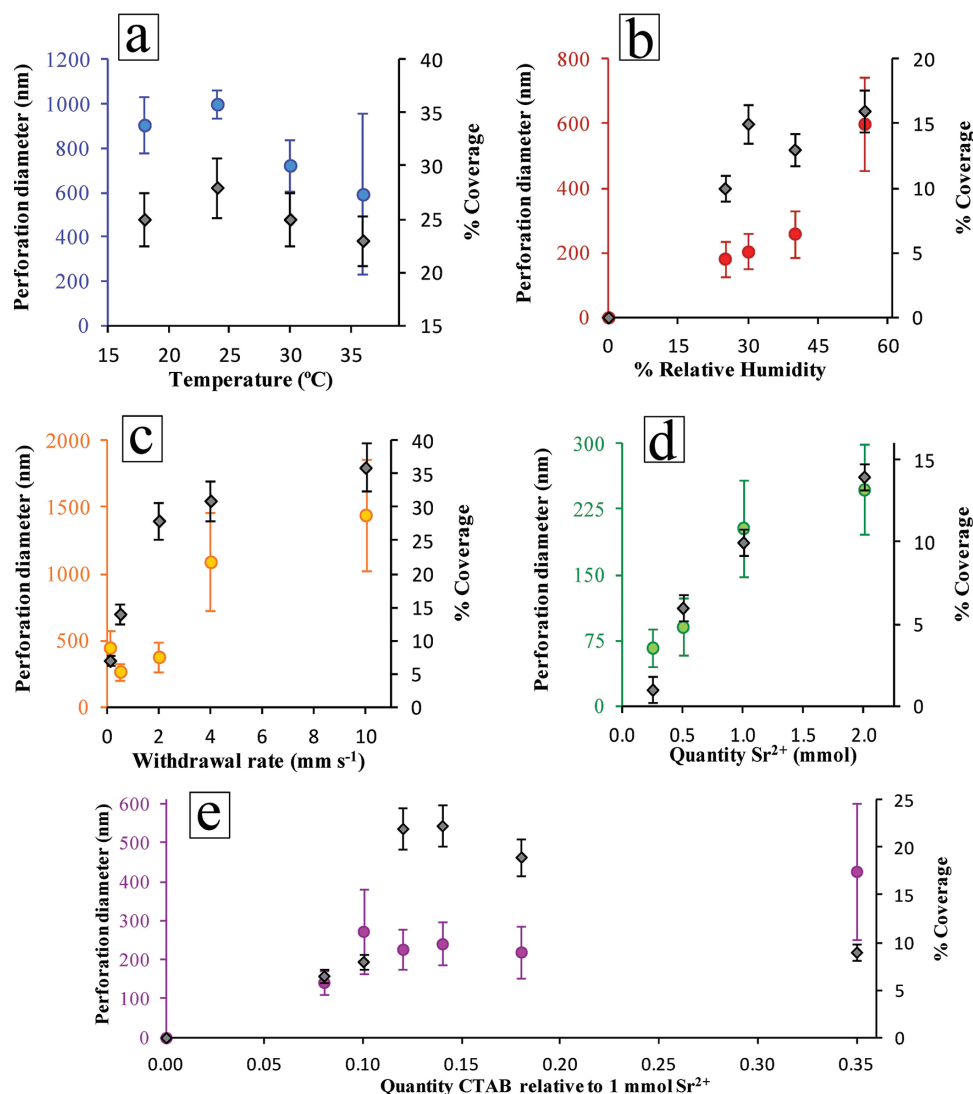 a
Perforation diameter (nm)
1200
1000
800
600
400
200
0
40
35
30
25
20
15
% Coverage
15 20 25 30 35
Temperature (ºC)
b
Perforation diameter (nm)
800
600
400
200
0
20
15
10
5
0
% Coverage
0 15 30 45 60
% Relative Humidity
c
Perforation diameter (nm)
2000
1500
1000
500
0
40
35
30
25
20
15
10
5
0
% Coverage
0 2 4 6 8 10
Withdrawal rate (mm s⁻¹)
d
Perforation diameter (nm)
300
225
150
75
0
15
10
5
0
% Coverage
0.0 0.5 1.0 1.5 2.0
Quantity Sr²⁺ (mmol)
e
Perforation diameter (nm)
600
500
400
300
200
100
0
25
20
15
10
5
0
% Coverage
0.00 0.05 0.10 0.15 0.20 0.25 0.30 0.35
Quantity CTAB relative to 1 mmol Sr²⁺